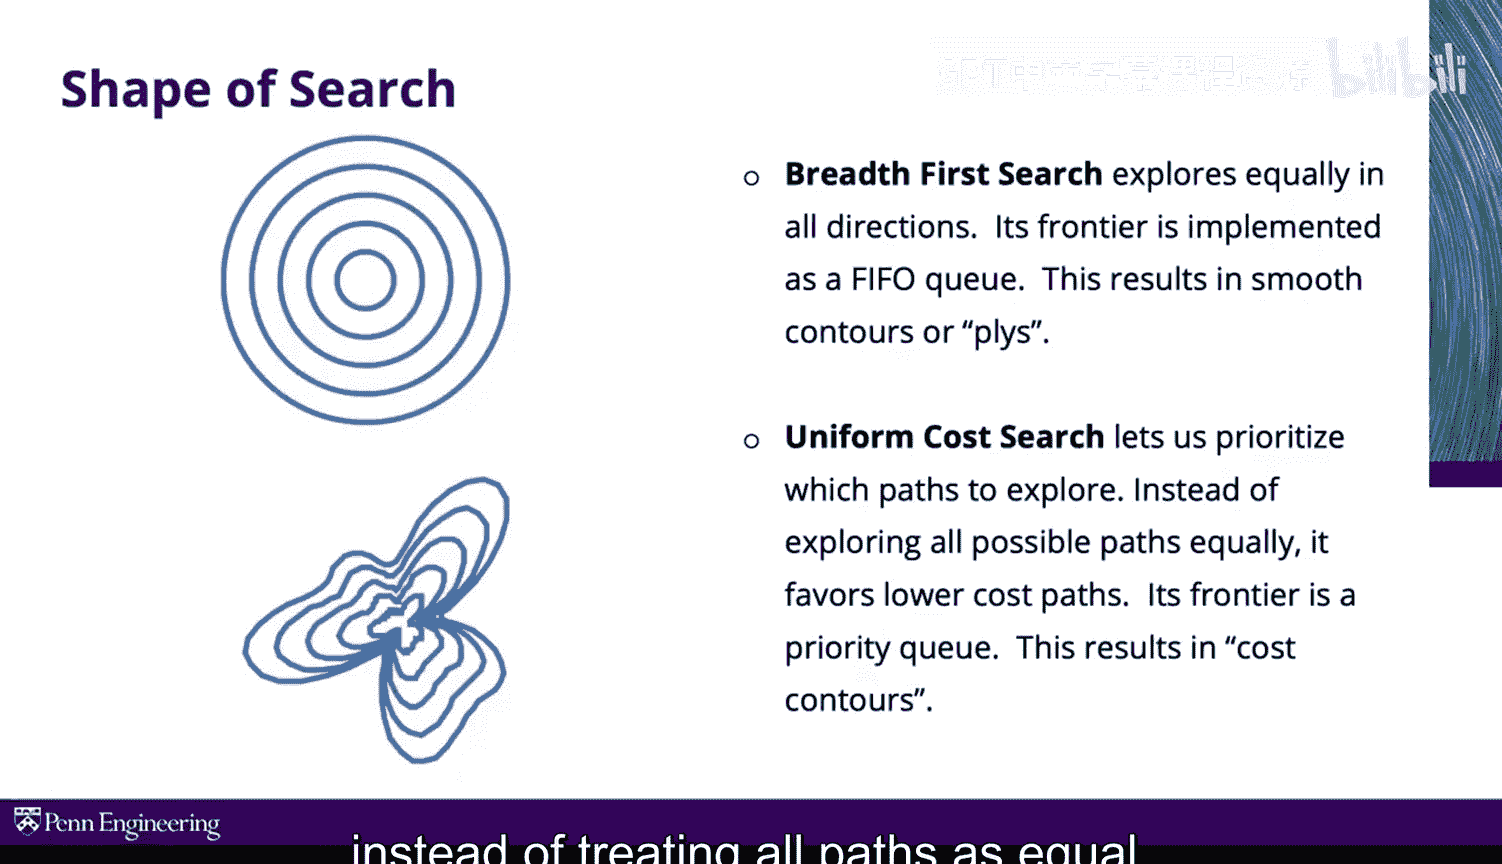 Shape of Search
bilibili
Breadth First Search explores equally in
all directions. Its frontier is implemented
as a FIFO queue. This results in smooth
contours or “plys”.
Uniform Cost Search lets us prioritize
which paths to explore. Instead of
exploring all possible paths equally, it
favors lower cost paths. Its frontier is a
priority queue. This results in “cost
contours”.
Penn Engineering
instead of treating all paths as equal